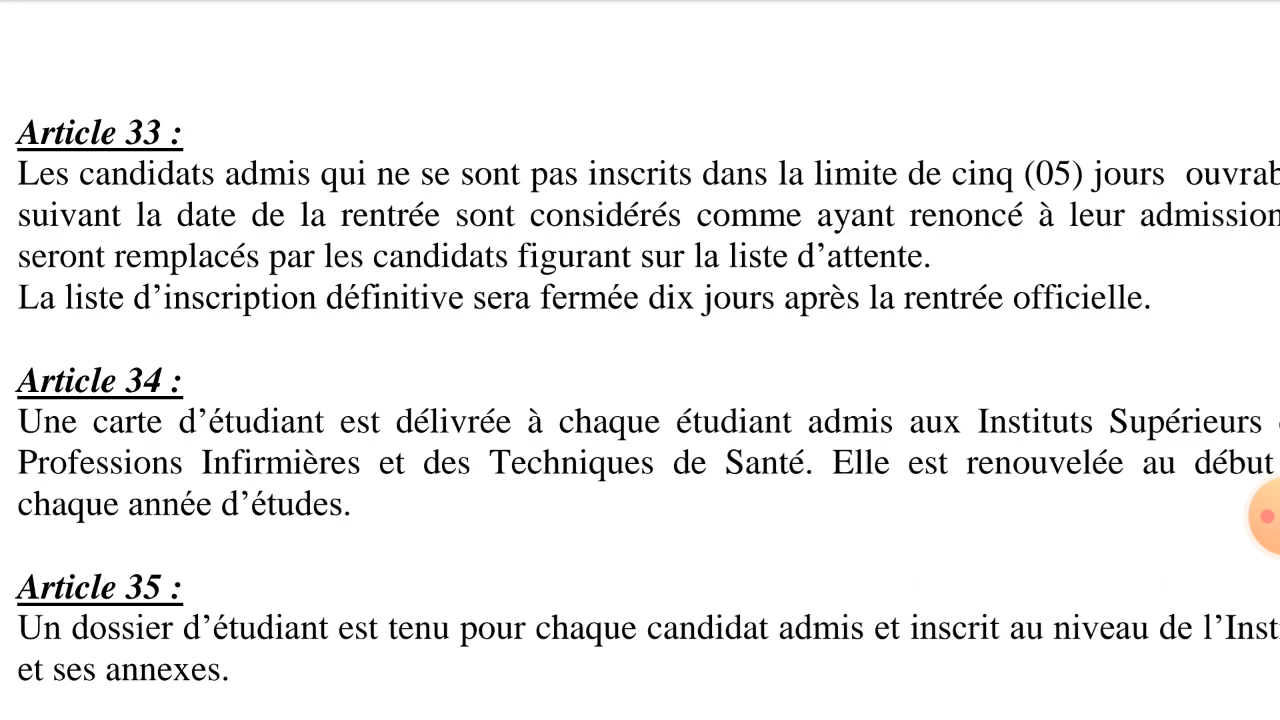 Article 33 :
Les candidats admis qui ne se sont pas inscrits dans la limite de cinq (05) jours
suivant la date de la rentrée sont considérés comme ayant renoncé à leur admission
seront remplacés par les candidats figurant sur la liste d’attente.
La liste d’inscription définitive sera fermée dix jours après la rentrée officielle.
Article 34 :
Une carte d’étudiant est délivrée à chaque étudiant admis aux Instituts Supérieurs
Professions Infirmières et des Techniques de Santé. Elle est renouvelée au début
chaque année d’études.
Article 35 :
Un dossier d’étudiant est tenu pour chaque candidat admis et inscrit au niveau de
et ses annexes.